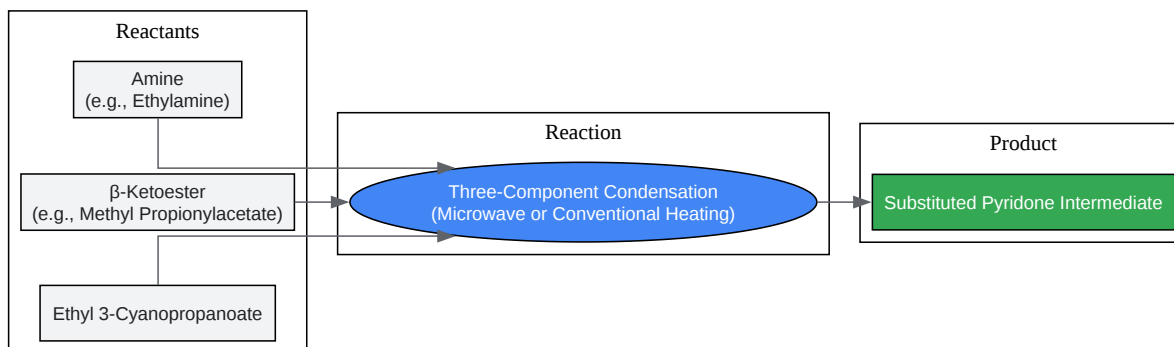 Reactants
Amine
(e.g., Ethylamine)
β-Ketoester
(e.g., Methyl Propionylacetate)
Ethyl 3-Cyanopropanoate
Reaction
Three-Component Condensation
(Microwave or Conventional Heating)
Product
Substituted Pyridone Intermediate